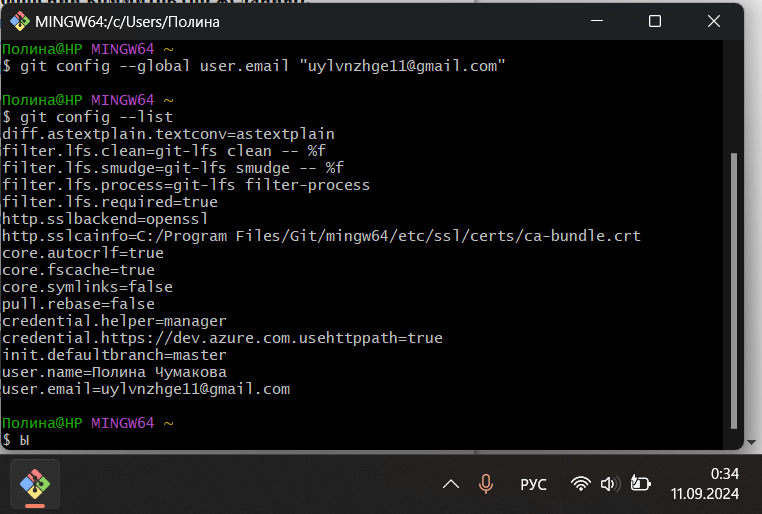 MINGW64:/c/Users/Полина
Полина@HP MINGW64 ~
$ git config --global user.email "uylvnzhge11@gmail.com"
Полина@HP MINGW64 ~
$ git config --list
diff.astextplain.textconv=astextplain
filter.lfs.clean=git-lfs clean -- %f
filter.lfs.smudge=git-lfs smudge -- %f
filter.lfs.process=git-lfs filter-process
filter.lfs.required=true
http.sslbackend=openssl
http.sslcainfo=C:/Program Files/Git/mingw64/etc/ssl/certs/ca-bundle.crt
core.autocrlf=true
core.fscache=true
core.symlinks=false
pull.rebase=false
credential.helper=manager
credential.https://dev.azure.com.usehttppath=true
init.defaultbranch=master
user.name=Полина Чумакова
user.email=uylvnzhge11@gmail.com
Полина@HP MINGW64 ~
$ Ы
РУС
0:34
11.09.2024